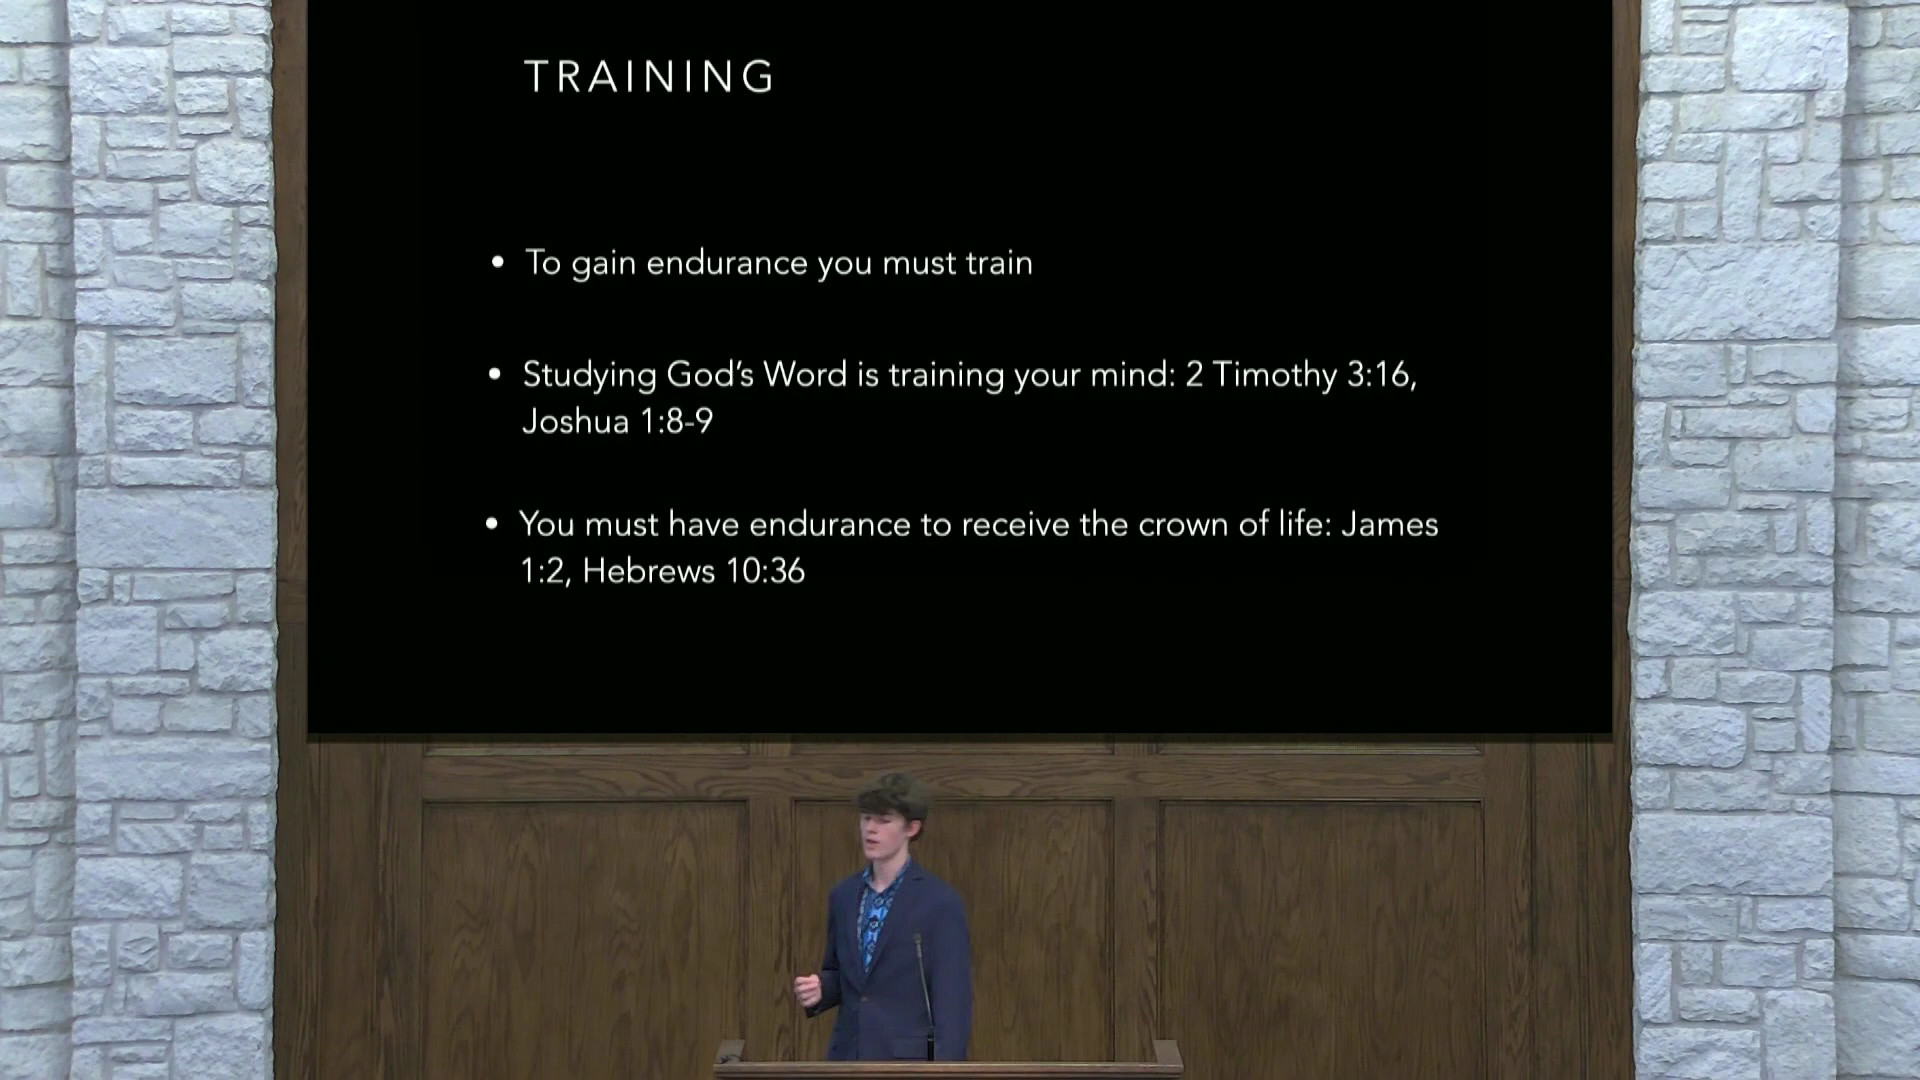 TRAINING
• To gain endurance you must train
• Studying God's Word is training your mind: 2 Timothy 3:16,
Joshua 1:8-9
• You must have endurance to receive the crown of life: James
1:2, Hebrews 10:36